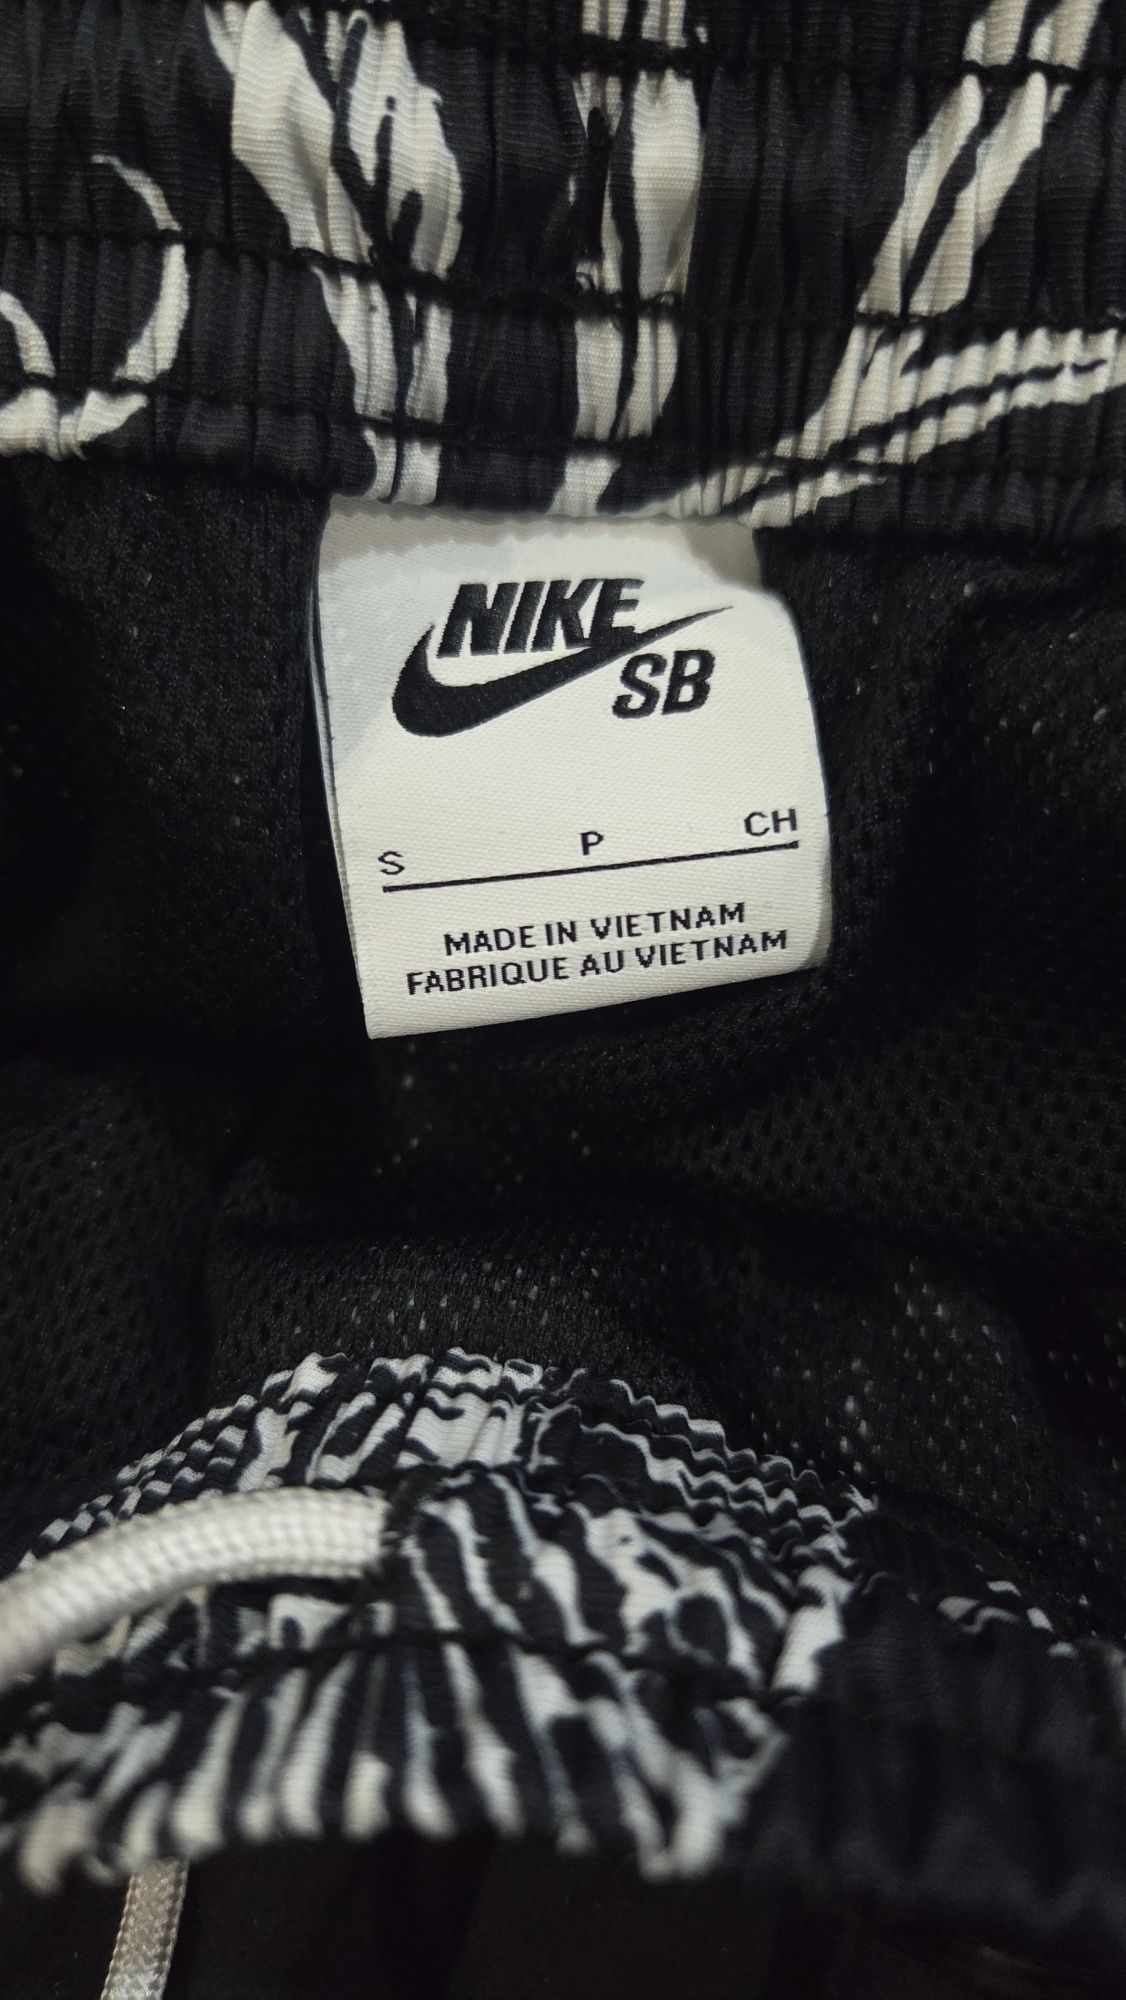 NIKE
SB
S P CH
MADE IN VIETNAM
FABRIQUE AU VIETNAM